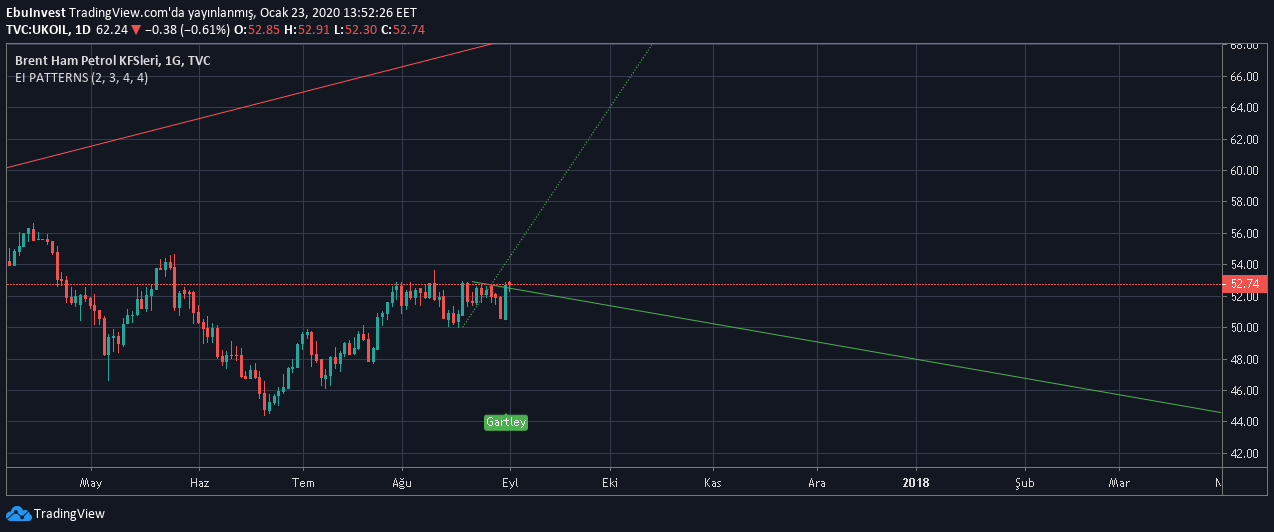 EbuInvest TradingView.com'da yayınlanmış, Ocak 23, 2020 13:52:26 EET
TVC:UKOIL, 1D 62.24 ▼ −0.38 (−0.61%) O:52.85 H:52.91 L:52.30 C:52.74
Brent Ham Petrol KFSleri, 1G, TVC
EI PATTERNS (2, 3, 4, 4)
68.00
66.00
64.00
62.00
60.00
58.00
56.00
54.00
52.74
52.00
50.00
48.00
46.00
44.00
42.00
Gartley
May Haz Tem Ağu Eyl Eki Kas Ara 2018 Şub Mar N
TradingView